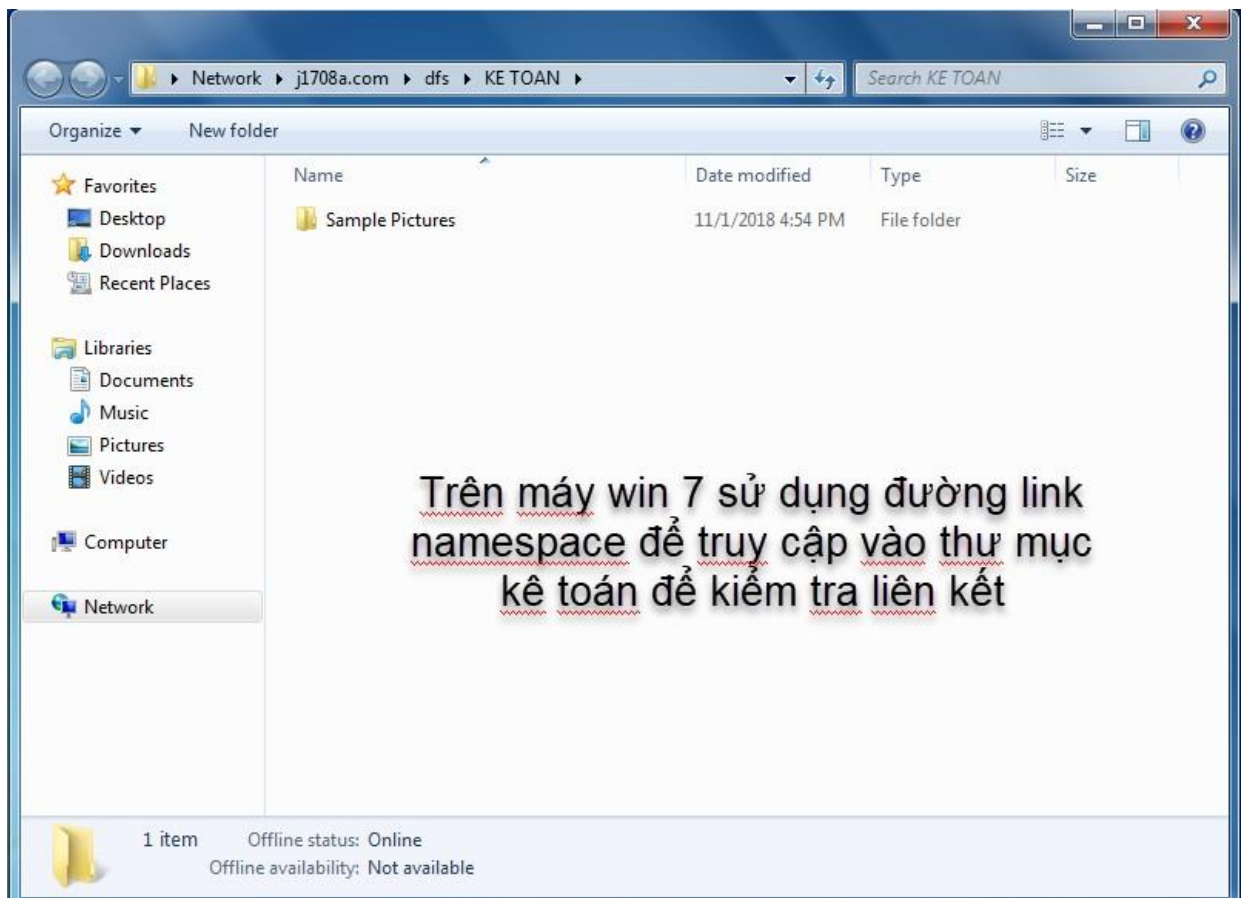 Network ▸ j1708a.com ▸ dfs ▸ KE TOAN ▸ Search KE TOAN
Organize ▾ New folder
Name Date modified Type Size
Sample Pictures 11/1/2018 4:54 PM File folder
Favorites
Desktop
Downloads
Recent Places
Libraries
Documents
Music
Pictures
Videos
Computer
Network
Trên máy win 7 sử dụng đường link
namespace để truy cập vào thư mục
kê toán để kiểm tra liên kết
1 item Offline status: Online
Offline availability: Not available